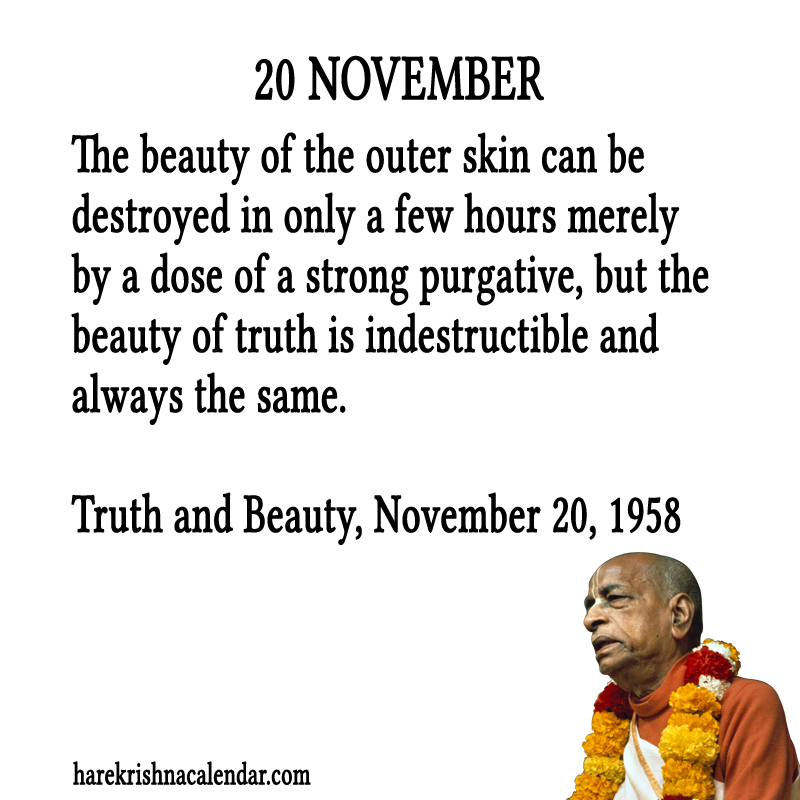 20 NOVEMBER
The beauty of the outer skin can be
destroyed in only a few hours merely
by a dose of a strong purgative, but the
beauty of truth is indestructible and
always the same.
Truth and Beauty, November 20, 1958
harekrishnacalendar.com